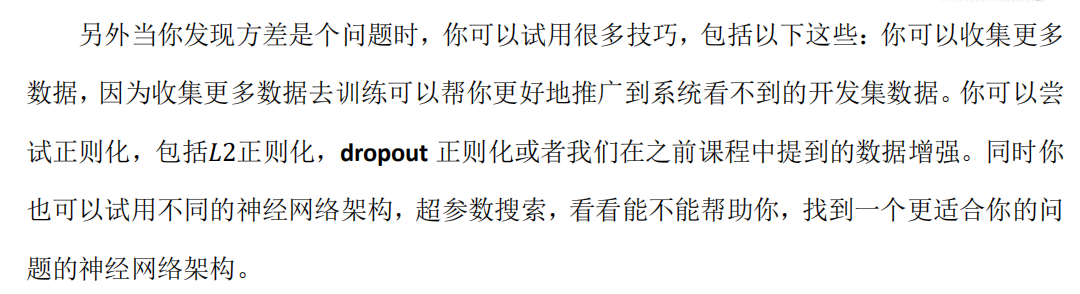 另外当你发现方差是个问题时，你可以试用很多技巧，包括以下这些：你可以收集更多
数据，因为收集更多数据去训练可以帮你更好地推广到系统看不到的开发集数据。你可以尝
试正则化，包括L2正则化，dropout 正则化或者我们在之前课程中提到的数据增强。同时你
也可以试用不同的神经网络架构，超参数搜索，看看能不能帮助你，找到一个更适合你的问
题的神经网络架构。